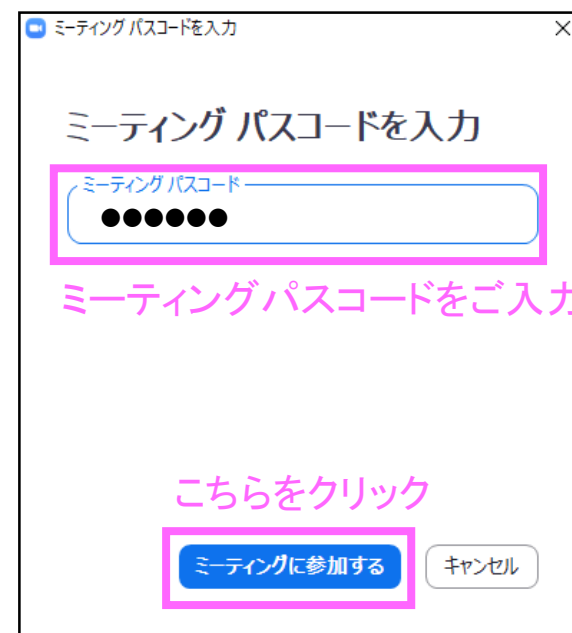 ミーティング パスコードを入力
ミーティング パスコードを入力
ミーティング パスコード
●●●●●●
ミーティングパスコードをご入力
こちらをクリック
ミーティングに参加する
キャンセル